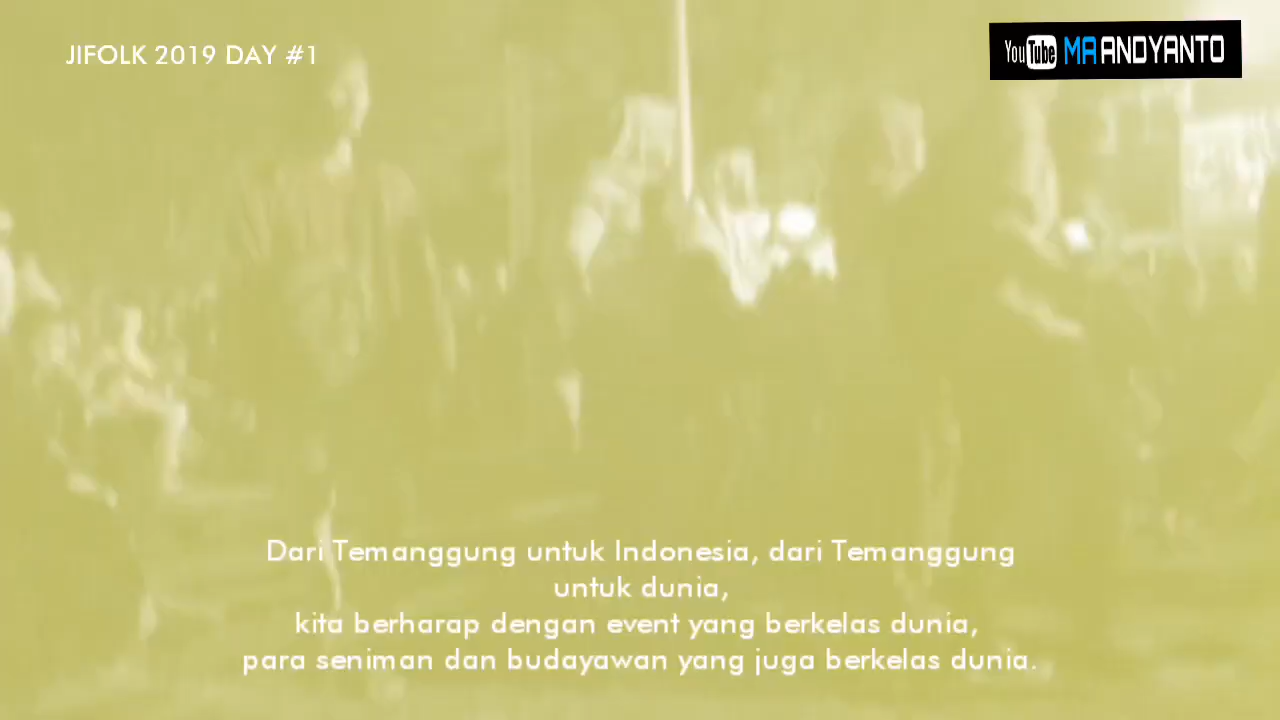 JIFOLK 2019 DAY #1
YouTube MA ANDYANTO
Dari Temanggung untuk Indonesia, dari Temanggung
untuk dunia,
kita berharap dengan event yang berkelas dunia,
para seniman dan budayawan yang juga berkelas dunia.